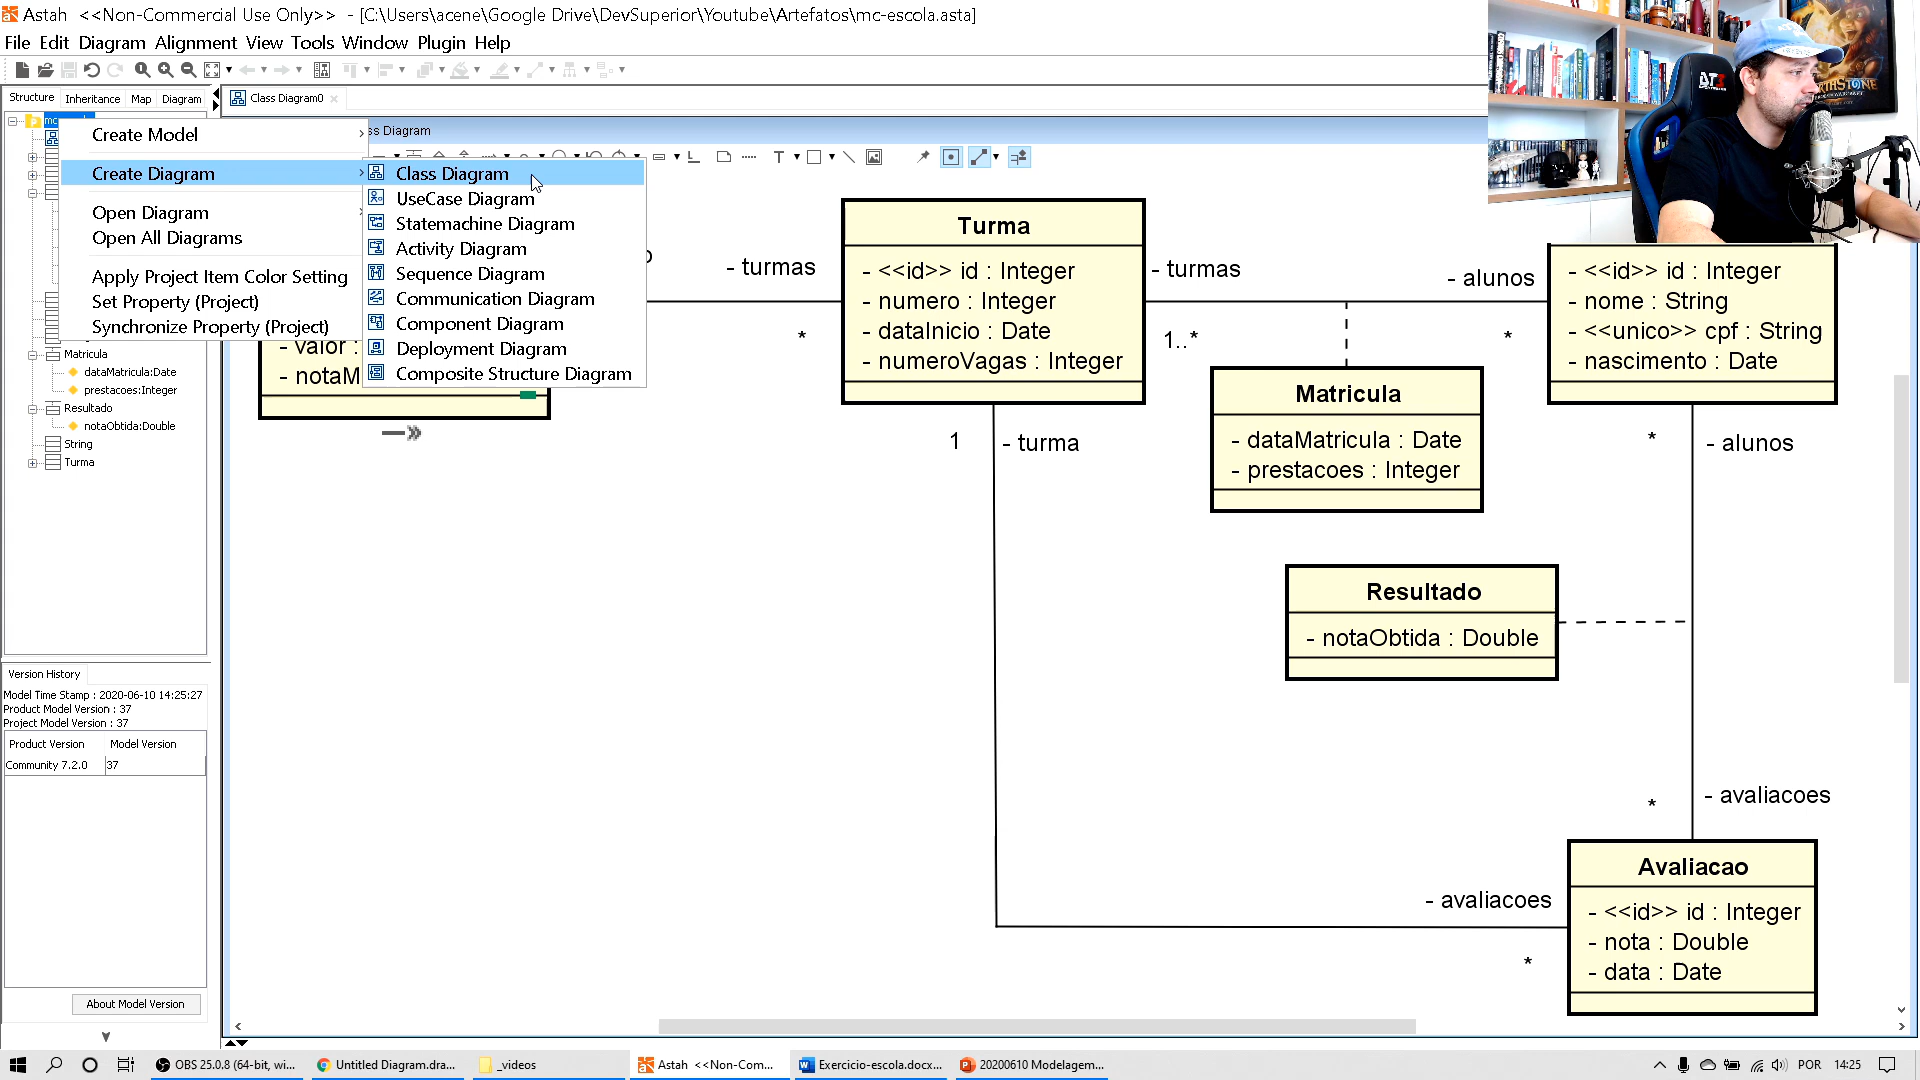 Astah <<Non-Commercial Use Only>> - [C:\Users\acene\Google Drive\DevSuperior\Youtube\Artefatos\mc-escola.asta]
File Edit Diagram Alignment View Tools Window Plugin Help
Structure Inheritance Map Diagram
Class Diagram0
ss Diagram
Create Model
Create Diagram
Open Diagram
Open All Diagrams
Apply Project Item Color Setting
Set Property (Project)
Synchronize Property (Project)
Class Diagram
UseCase Diagram
Statemachine Diagram
Activity Diagram
Sequence Diagram
Communication Diagram
Component Diagram
Deployment Diagram
Composite Structure Diagram
Matricula
dataMatricula:Date
prestacoes:Integer
Resultado
notaObtida:Double
String
Turma
Version History
Model Time Stamp : 2020-06-10 14:25:27
Product Model Version : 37
Project Model Version : 37
Product Version Model Version
Community 7.2.0 37
About Model Version
- valor :
- notaM
- turmas
*
Turma
- <<id>> id : Integer
- numero : Integer
- dataInicio : Date
- numeroVagas : Integer
- turmas
1..*
- alunos
*
- <<id>> id : Integer
- nome : String
- <<unico>> cpf : String
- nascimento : Date
Matricula
- dataMatricula : Date
- prestacoes : Integer
1
- turma
*
- alunos
Resultado
- notaObtida : Double
*
- avaliacoes
- avaliacoes
*
Avaliacao
- <<id>> id : Integer
- nota : Double
- data : Date
OBS 25.0.8 (64-bit, wi...
Untitled Diagram.dra...
_videos
Astah <<Non-Com...
Exercicio-escola.docx...
20200610 Modelagem...
POR
14:25